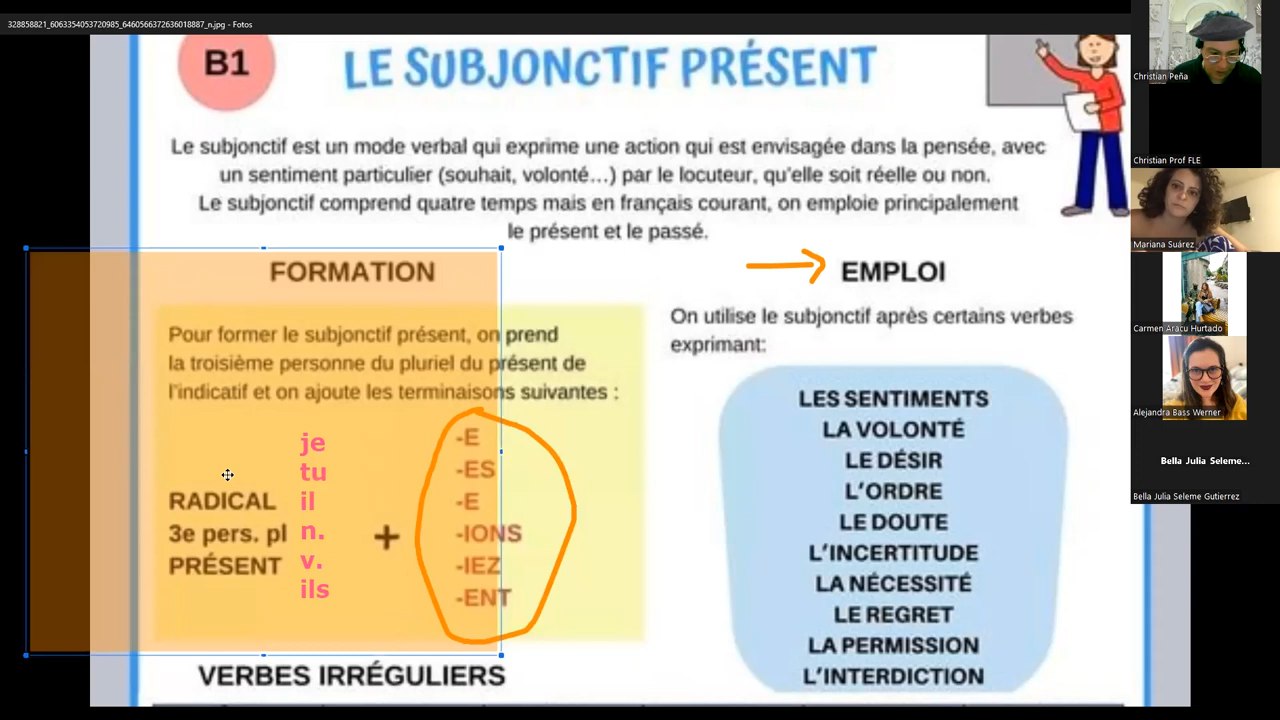 328858821_6063354053720985_6460566372636018887_n.jpg - Fotos
B1
LE SUBJONCTIF PRÉSENT
Le subjonctif est un mode verbal qui exprime une action qui est envisagée dans la pensée, avec
un sentiment particulier (souhait, volonté...) par le locuteur, qu'elle soit réelle ou non.
Le subjonctif comprend quatre temps mais en français courant, on emploie principalement
le présent et le passé.
FORMATION
Pour former le subjonctif présent, on prend
la troisième personne du pluriel du présent de
l'indicatif et on ajoute les terminaisons suivantes :
RADICAL
3e pers. pl
PRÉSENT
je
tu
il
n.
v.
ils
+
-E
-ES
-E
-IONS
-IEZ
-ENT
VERBES IRRÉGULIERS
EMPLOI
On utilise le subjonctif après certains verbes
exprimant:
LES SENTIMENTS
LA VOLONTÉ
LE DÉSIR
L'ORDRE
LE DOUTE
L'INCERTITUDE
LA NÉCESSITÉ
LE REGRET
LA PERMISSION
L'INTERDICTION
Christian Peña
Christian Prof FLE
Mariana Suárez
Carmen Aracu Hurtado
Alejandra Bass Werner
Bella Julia Seleme...
Bella Julia Seleme Gutierrez